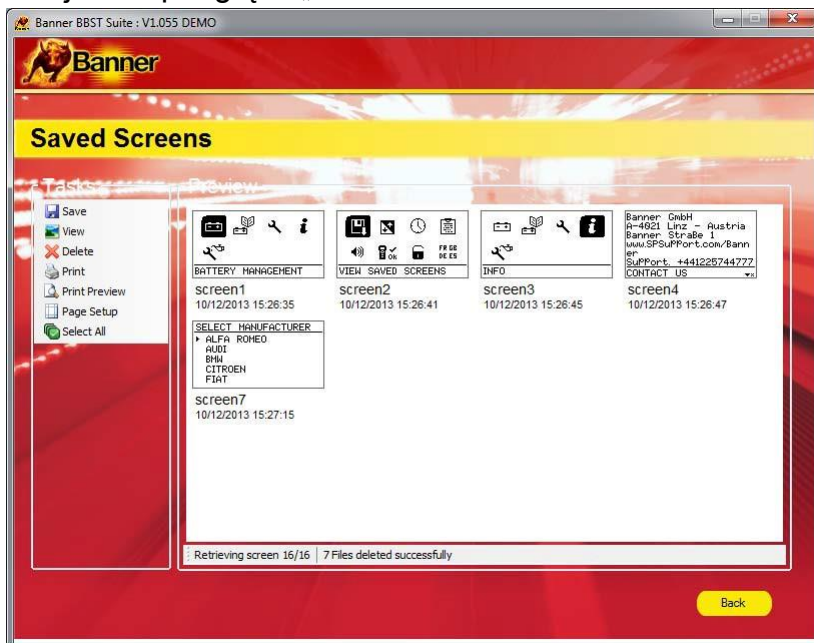 Banner BBST Suite : V1.055 DEMO
Banner
Saved Screens
Tasks
Save
View
Delete
Print
Print Preview
Page Setup
Select All
Preview
BATTERY MANAGEMENT
screen1
10/12/2013 15:26:35
OK
FR GE
DE ES
VIEW SAVED SCREENS
screen2
10/12/2013 15:26:41
INFO
screen3
10/12/2013 15:26:45
Banner GmbH
A-4021 Linz - Austria
Banner Straße 1
www.SPSupport.com/Bann
er
Support. +441225744777
CONTACT US
screen4
10/12/2013 15:26:47
SELECT MANUFACTURER
ALFA ROMEO
AUDI
BMW
CITROEN
FIAT
screen7
10/12/2013 15:27:15
Retrieving screen 16/16
7 Files deleted successfully
Back